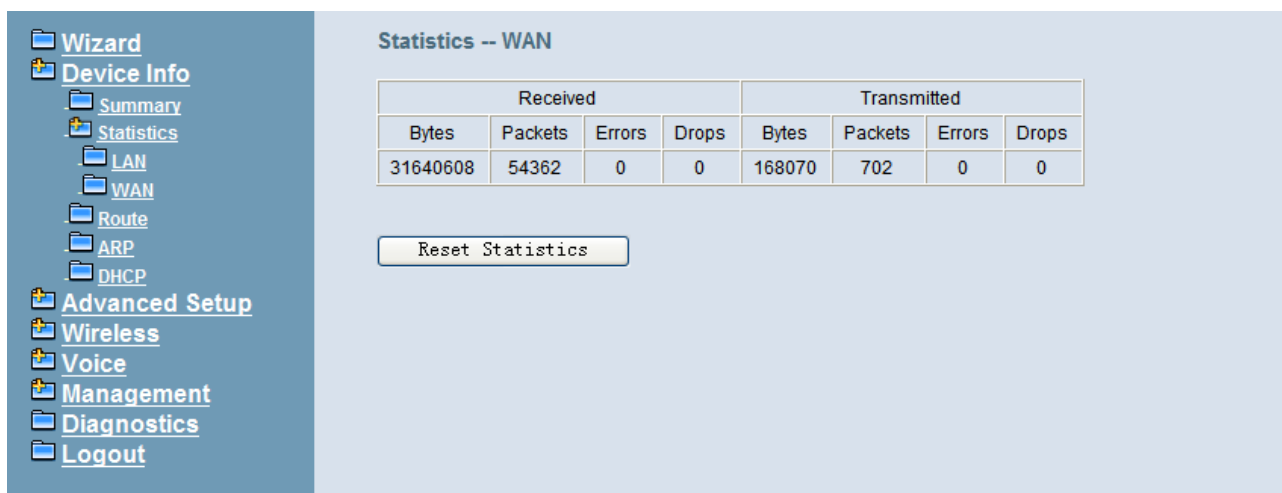 Wizard
Device Info
Summary
Statistics
LAN
WAN
Route
ARP
DHCP
Advanced Setup
Wireless
Voice
Management
Diagnostics
Logout
Statistics -- WAN
Received Transmitted
Bytes Packets Errors Drops Bytes Packets Errors Drops
31640608 54362 0 0 168070 702 0 0
Reset Statistics